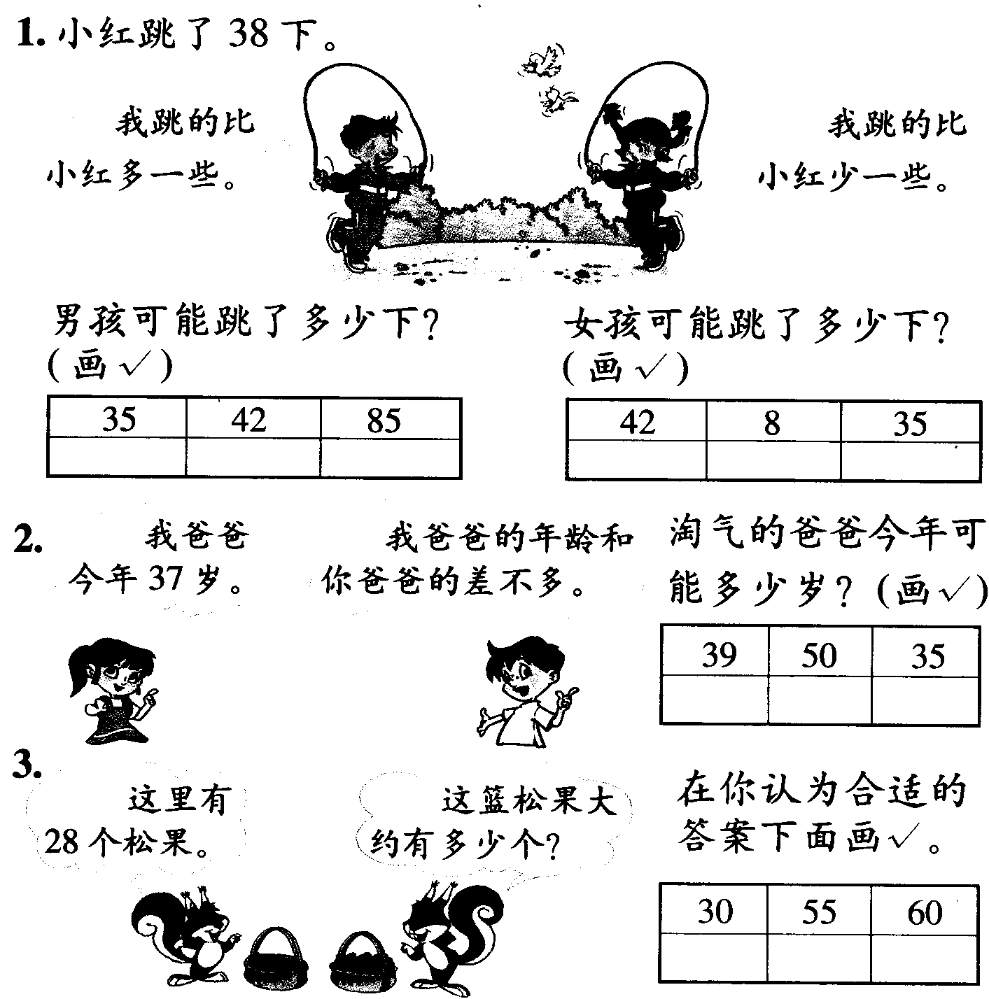 1. 小红跳了 38 下。
我跳的比
小红多一些。
我跳的比
小红少一些。
男孩可能跳了多少下?
(画✓)
35 42 85
女孩可能跳了多少下?
(画✓)
42 8 35
2.
我爸爸
今年 37 岁。
我爸爸的年龄和
你爸爸的差不多。
淘气的爸爸今年可
能多少岁? (画✓)
39 50 35
3.
这里有
28 个松果。
这篮松果大
约有多少个?
在你认为合适的
答案下面画✓。
30 55 60